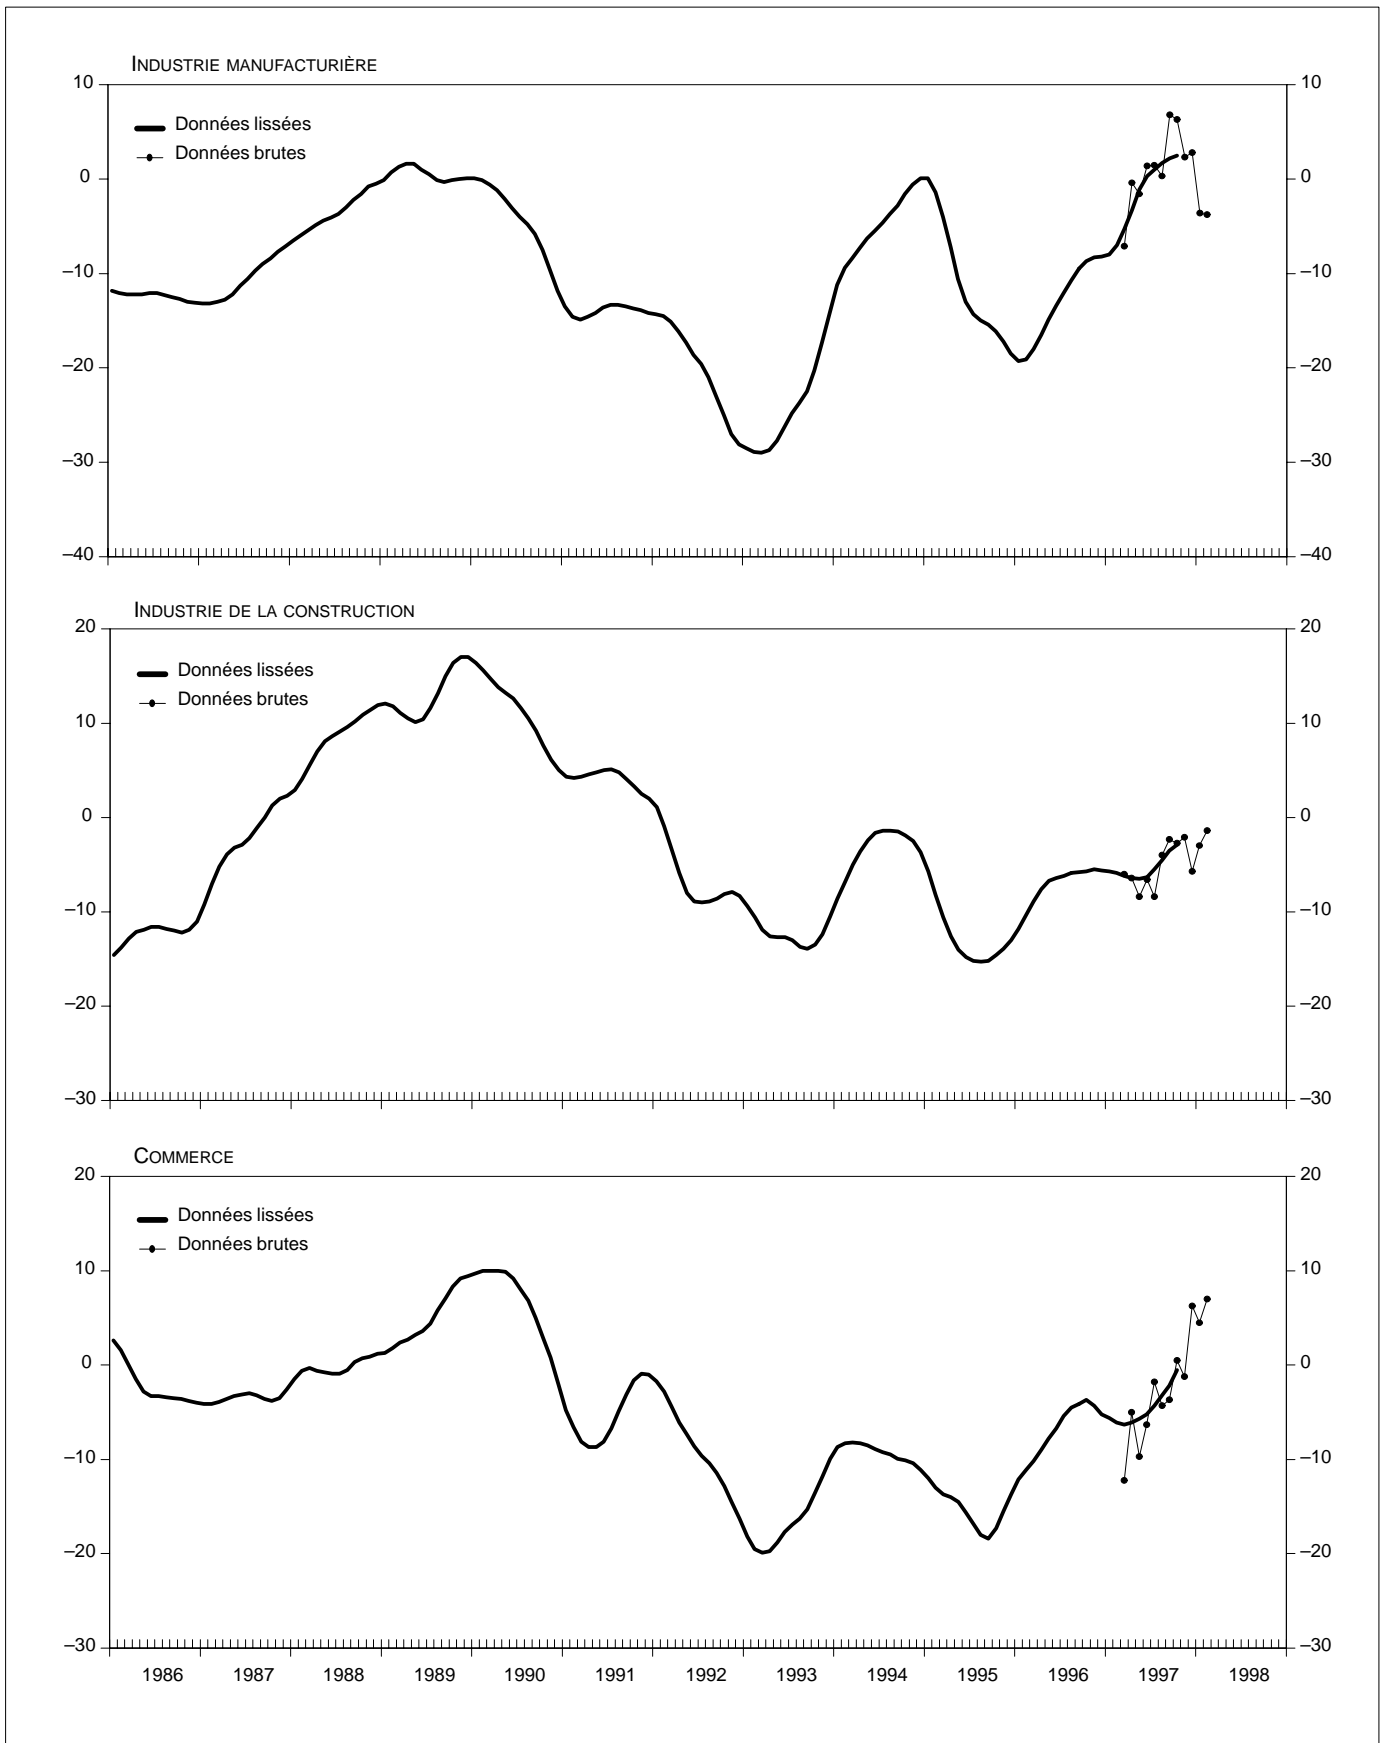 INDUSTRIE MANUFACTURIÈRE
10 10
Données lissées
Données brutes
0 0
–10 –10
–20 –20
–30 –30
–40 –40
INDUSTRIE DE LA CONSTRUCTION
20 20
Données lissées
Données brutes
10 10
0 0
–10 –10
–20 –20
–30 –30
COMMERCE
20 20
Données lissées
Données brutes
10 10
0 0
–10 –10
–20 –20
–30 –30
1986 1987 1988 1989 1990 1991 1992 1993 1994 1995 1996 1997 1998